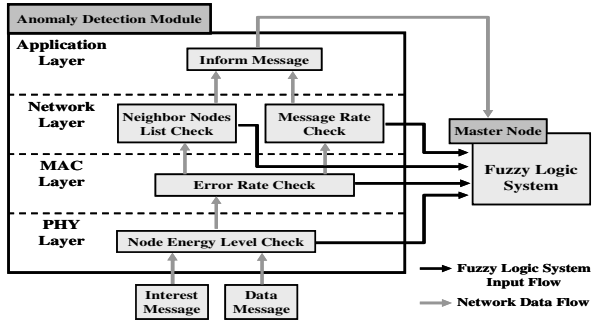 Anomaly Detection Module
Application
Layer
Inform Message
Network
Layer
Neighbor Nodes
List Check
Message Rate
Check
Master Node
Fuzzy Logic
System
MAC
Layer
Error Rate Check
PHY
Layer
Node Energy Level Check
Interest
Message
Data
Message
Fuzzy Logic System
Input Flow
Network Data Flow